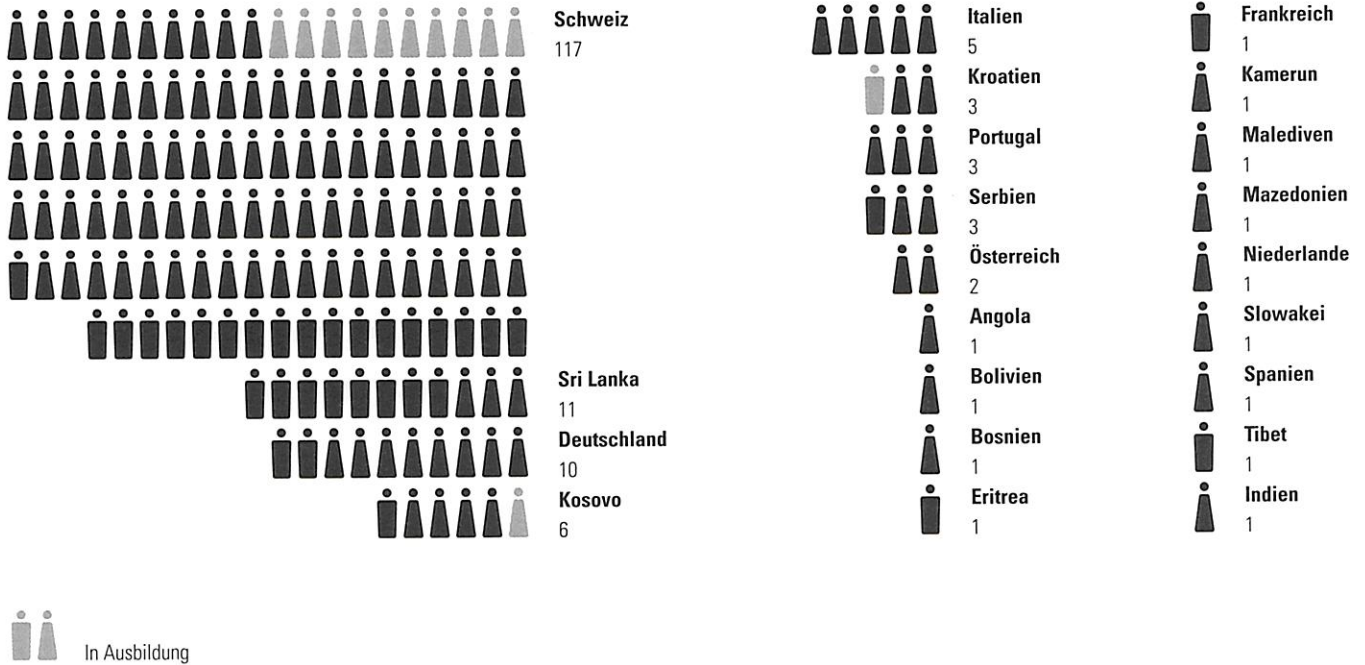 Schweiz
117
Sri Lanka
11
Deutschland
10
Kosovo
6
Italien
5
Kroatien
3
Portugal
3
Serbien
3
Österreich
2
Angola
1
Bolivien
1
Bosnien
1
Eritrea
1
Frankreich
1
Kamerun
1
Malediven
1
Mazedonien
1
Niederlande
1
Slowakei
1
Spanien
1
Tibet
1
Indien
1
In Ausbildung